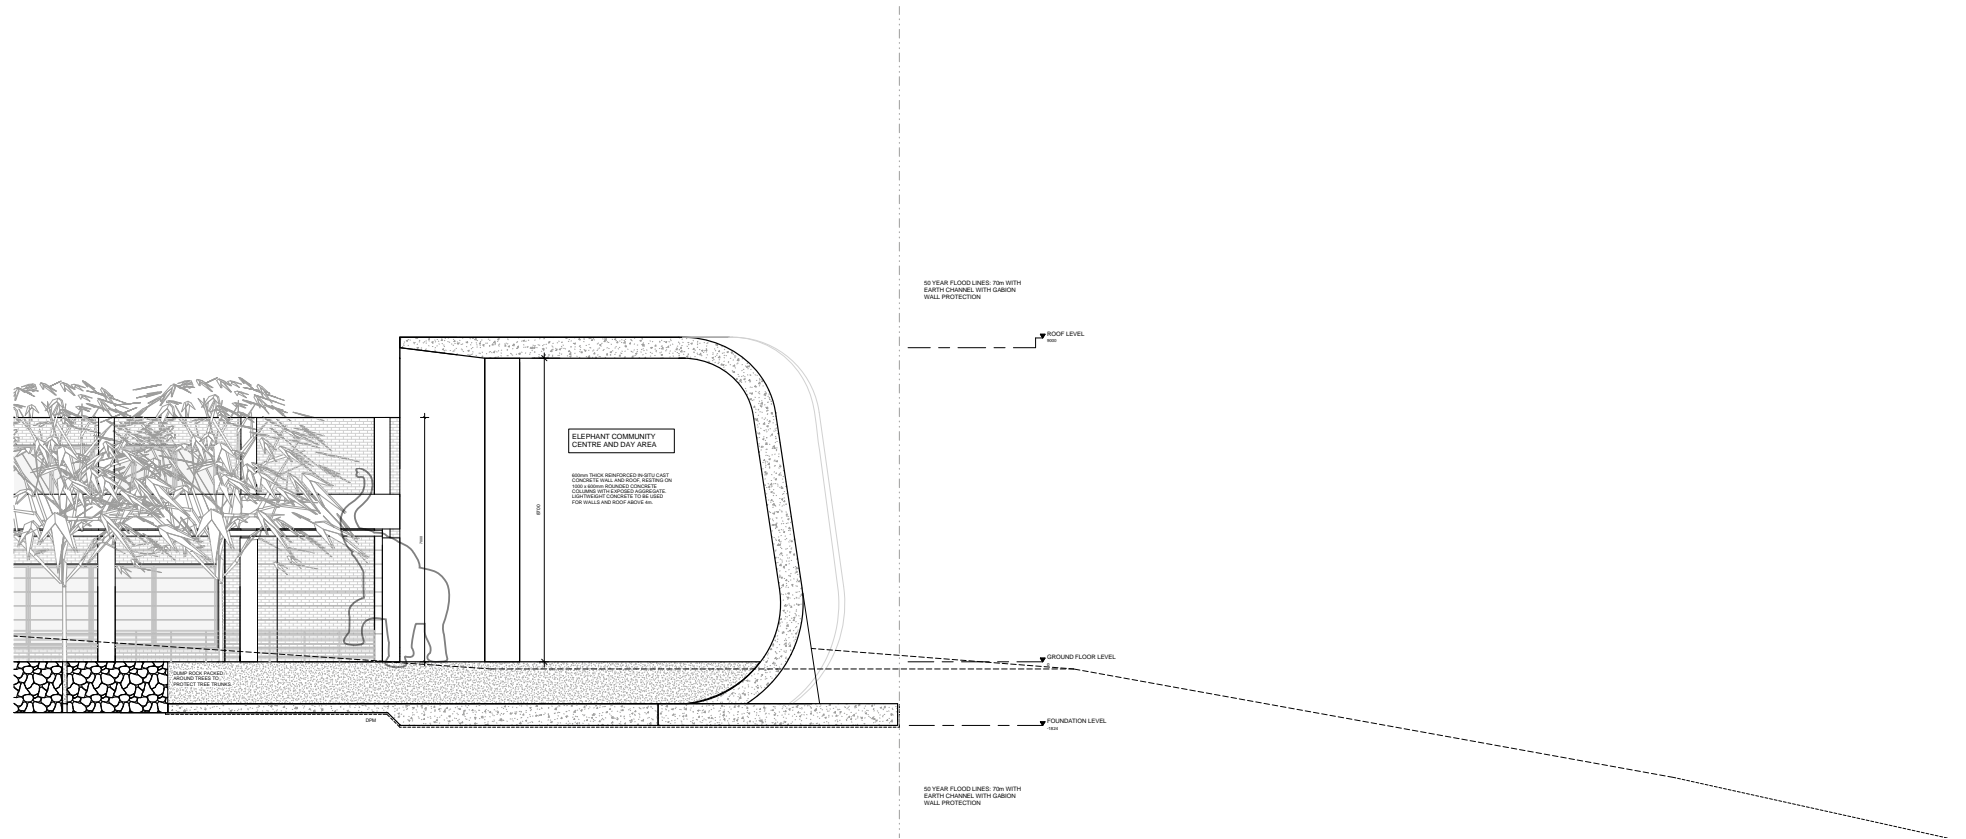 50 YEAR FLOOD LINES: 70m WITH
EARTH CHANNEL WITH GABION
WALL PROTECTION
ROOF LEVEL
9000
ELEPHANT COMMUNITY
CENTRE AND DAY AREA
600mm THICK REINFORCED IN-SITU CAST
CONCRETE WALL AND ROOF, RESTING ON
1000 x 600mm ROUNDED CONCRETE
COLUMNS WITH EXPOSED AGGREGATE.
LIGHTWEIGHT CONCRETE TO BE USED
FOR WALLS AND ROOF ABOVE 4m.
8700
GROUND FLOOR LEVEL
DUMP ROCK PACKED
AROUND TREES TO
PROTECT TREE TRUNKS
DPM
FOUNDATION LEVEL
50 YEAR FLOOD LINES: 70m WITH
EARTH CHANNEL WITH GABION
WALL PROTECTION